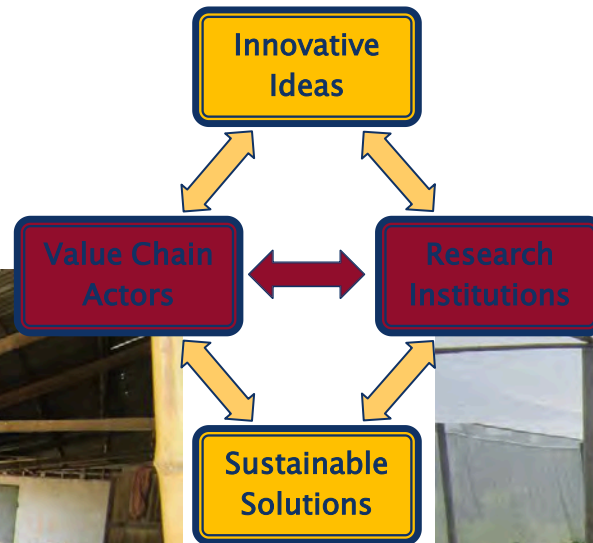 Innovative
Ideas
Value Chain
Actors
Research
Institutions
Sustainable
Solutions